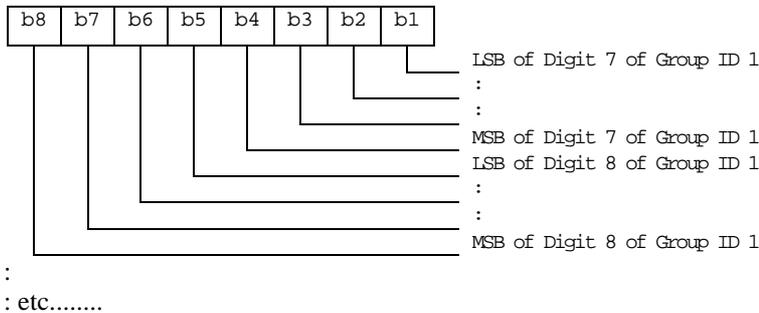 b8 b7 b6 b5 b4 b3 b2 b1
LSB of Digit 7 of Group ID 1
:
:
MSB of Digit 7 of Group ID 1
LSB of Digit 8 of Group ID 1
:
:
MSB of Digit 8 of Group ID 1
:
: etc........